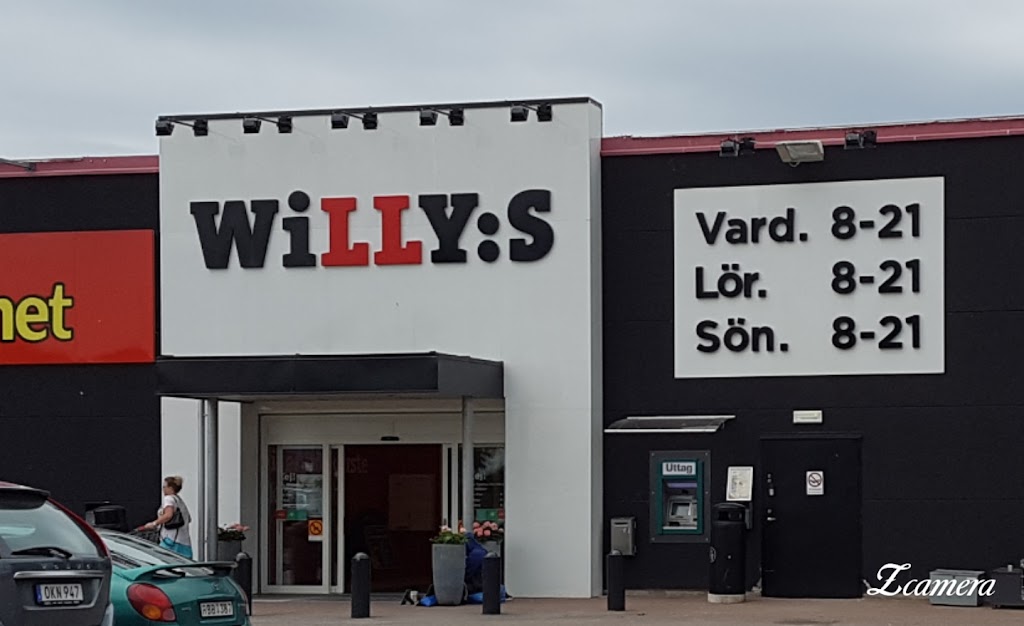 WiLLY:S
Vard. 8-21
Lör. 8-21
Sön. 8-21
net
Uttag
OKN 947
Zcamera